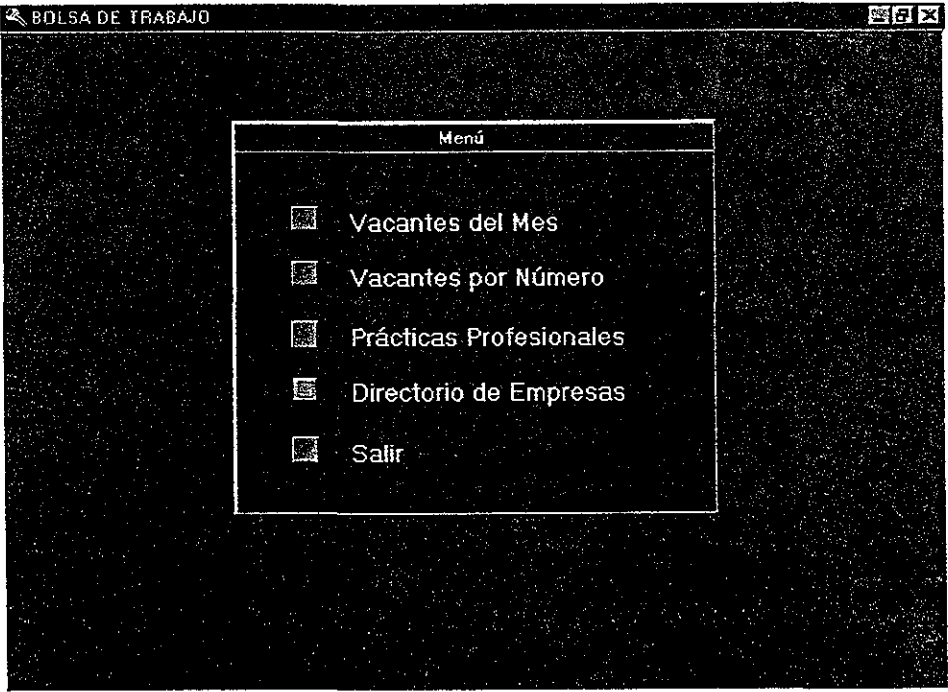 BOLSA DE TRABAJO
Menú
Vacantes del Mes
Vacantes por Número
Prácticas Profesionales
Directorio de Empresas
Salir